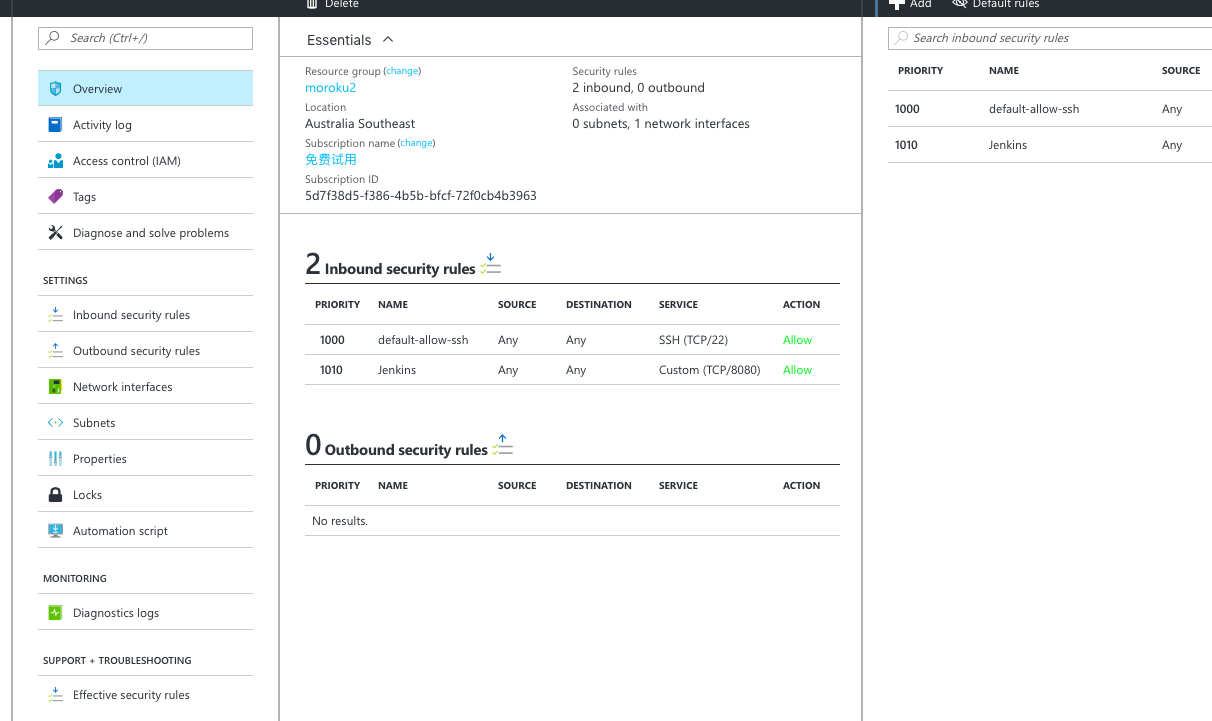 Delete
Add Default rules
Search (Ctrl+/)
Overview
Activity log
Access control (IAM)
Tags
Diagnose and solve problems
SETTINGS
Inbound security rules
Outbound security rules
Network interfaces
Subnets
Properties
Locks
Automation script
MONITORING
Diagnostics logs
SUPPORT + TROUBLESHOOTING
Effective security rules
Essentials
Resource group (change)
moroku2
Location
Australia Southeast
Subscription name (change)
免费试用
Subscription ID
5d7f38d5-f386-4b5b-bfcf-72f0cb4b3963
Security rules
2 inbound, 0 outbound
Associated with
0 subnets, 1 network interfaces
2 Inbound security rules
PRIORITY NAME SOURCE DESTINATION SERVICE ACTION
1000 default-allow-ssh Any Any SSH (TCP/22) Allow
1010 Jenkins Any Any Custom (TCP/8080) Allow
0 Outbound security rules
PRIORITY NAME SOURCE DESTINATION SERVICE ACTION
No results.
Search inbound security rules
PRIORITY NAME SOURCE
1000 default-allow-ssh Any
1010 Jenkins Any